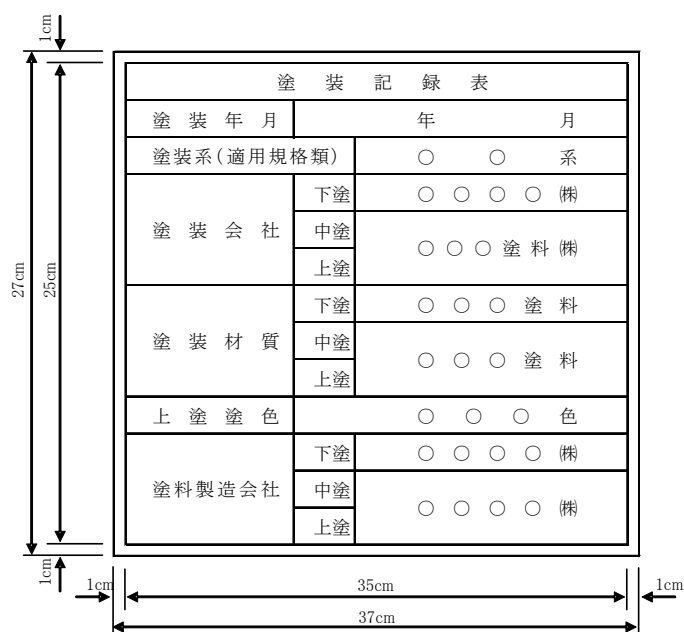 1cm
塗装記録表
塗装年月 年 月
塗装系(適用規格類) ○ ○ 系
塗装会社 下塗 ○ ○ ○ ○ ㈱
中塗 ○ ○ ○ 塗 料 ㈱
上塗
塗装材質 下塗 ○ ○ ○ 塗 料
中塗 ○ ○ ○ 塗 料
上塗
上塗塗色 ○ ○ ○ 色
塗料製造会社 下塗 ○ ○ ○ ○ ㈱
中塗 ○ ○ ○ ○ ㈱
上塗
27cm
25cm
1cm
1cm 35cm 1cm
37cm